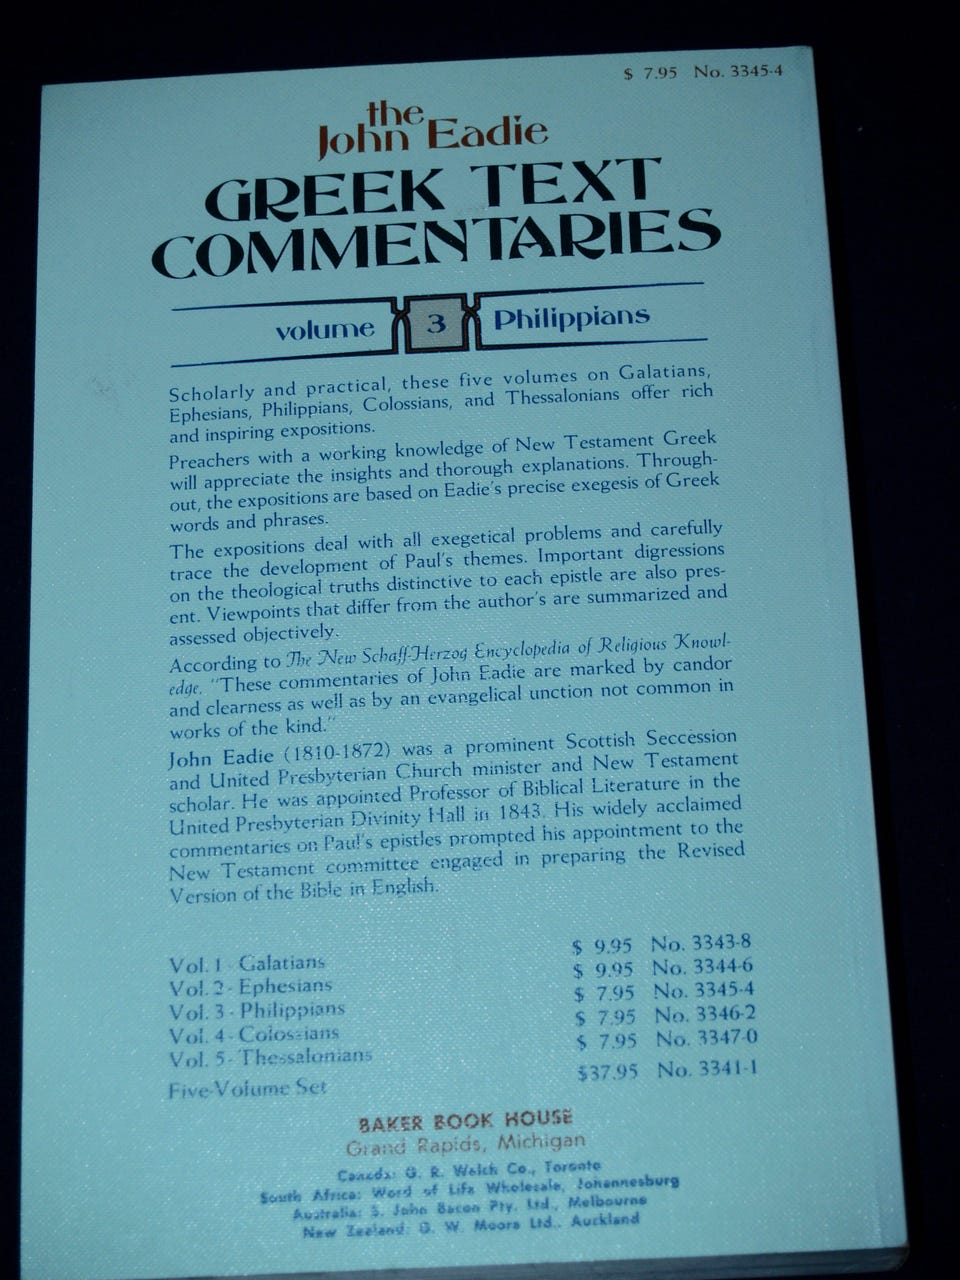 $ 7.95 No. 3345-4
the
John Eadie
GREEK TEXT
COMMENTARIES
volume 3 Philippians
Scholarly and practical, these five volumes on Galatians,
Ephesians, Philippians, Colossians, and Thessalonians offer rich
and inspiring expositions.
Preachers with a working knowledge of New Testament Greek
will appreciate the insights and thorough explanations. Through-
out, the expositions are based on Eadie's precise exegesis of Greek
words and phrases.
The expositions deal with all exegetical problems and carefully
trace the development of Paul's themes. Important digressions
on the theological truths distinctive to each epistle are also pres-
ent. Viewpoints that differ from the author's are summarized and
assessed objectively.
According to The New Schaff-Herzog Encyclopedia of Religious Knowl-
edge, "These commentaries of John Eadie are marked by candor
and clearness as well as by an evangelical unction not common in
works of the kind."
John Eadie (1810-1872) was a prominent Scottish Seccession
and United Presbyterian Church minister and New Testament
scholar. He was appointed Professor of Biblical Literature in the
United Presbyterian Divinity Hall in 1843. His widely acclaimed
commentaries on Paul's epistles prompted his appointment to the
New Testament committee engaged in preparing the Revised
Version of the Bible in English.
Vol. 1 - Galatians $ 9.95 No. 3343-8
Vol. 2 - Ephesians $ 9.95 No. 3344-6
Vol. 3 - Philippians $ 7.95 No. 3345-4
Vol. 4 - Colossians $ 7.95 No. 3346-2
Vol. 5 - Thessalonians $ 7.95 No. 3347-0
Five-Volume Set $37.95 No. 3341-1
BAKER BOOK HOUSE
Grand Rapids, Michigan
Canada: G. R. Welch Co., Toronto
South Africa: Word of Life Wholesale, Johannesburg
Australia: S. John Bacon Pty. Ltd., Melbourne
New Zealand: G. W. Moore Ltd., Auckland